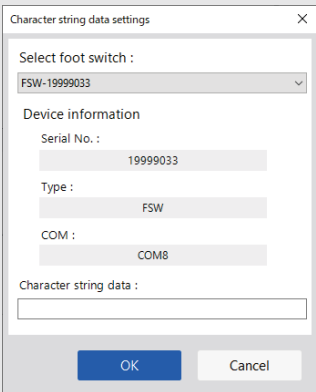 Character string data settings
Select foot switch :
FSW-19999033
Device information
Serial No. :
19999033
Type :
FSW
COM :
COM8
Character string data :
OK
Cancel